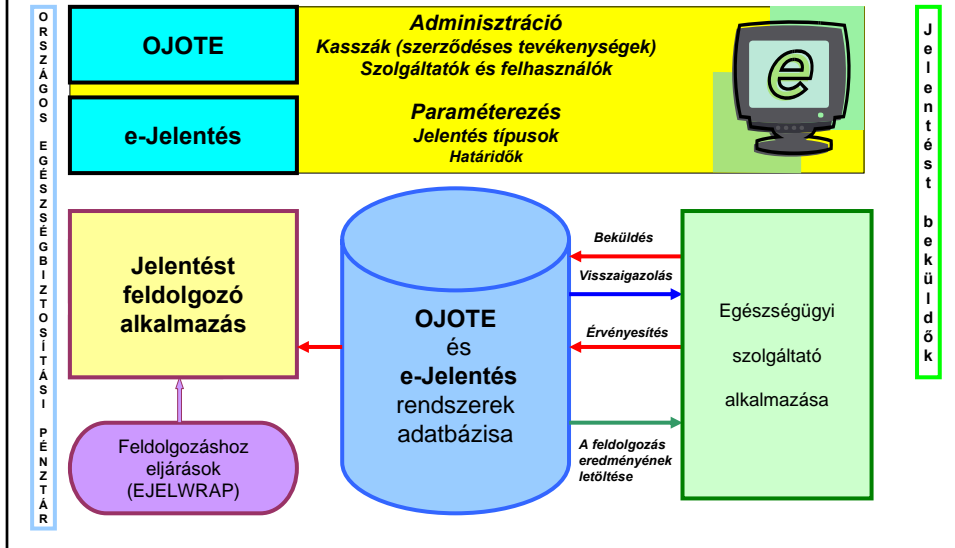 ORSZÁGOS EGÉSZSÉGBIZTOSÍTÁSI PÉNZTÁR
OJOTE
Adminisztráció
Kasszák (szerződéses tevékenységek)
Szolgáltatók és felhasználók
e-Jelentés
Paraméterezés
Jelentés típusok
Határidők
e
Jelentést beküldők
Jelentést
feldolgozó
alkalmazás
Feldolgozáshoz
eljárások
(EJELWRAP)
OJOTE
és
e-Jelentés
rendszerek
adatbázisa
Beküldés
Visszaigazolás
Érvényesítés
A feldolgozás
eredményének
letöltése
Egészségügyi
szolgáltató
alkalmazása